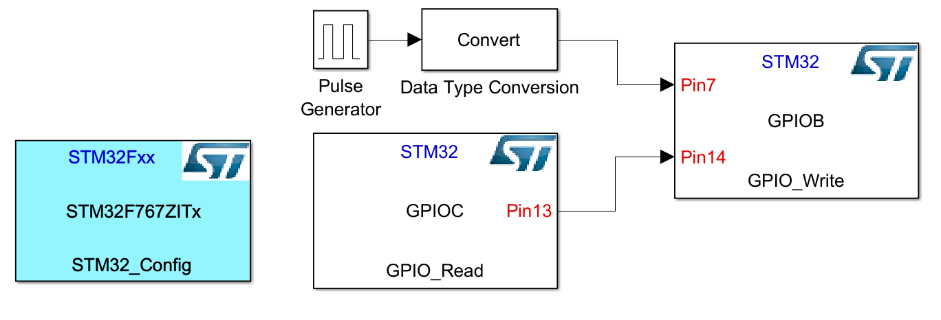 Pulse
Generator
Convert
Data Type Conversion
STM32
Pin7
GPIOB
Pin14
GPIO_Write
STM32Fxx
STM32F767ZITx
STM32_Config
STM32
GPIOC
Pin13
GPIO_Read